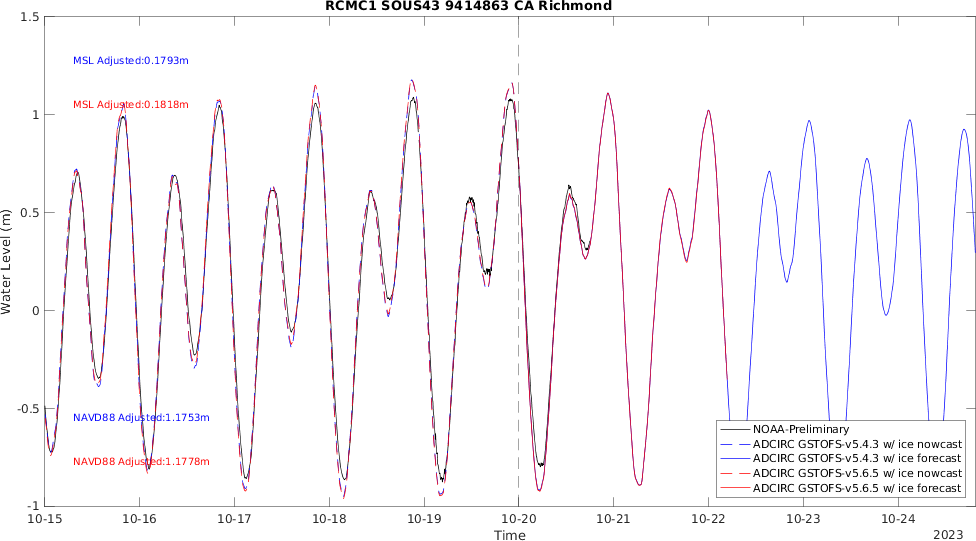 RCMC1 SOUS43 9414863 CA Richmond
1.5
1
0.5
0
-0.5
-1
Water Level (m)
MSL Adjusted:0.1793m
MSL Adjusted:0.1818m
NAVD88 Adjusted:1.1753m
NAVD88 Adjusted:1.1778m
NOAA-Preliminary
ADCIRC GSTOFS-v5.4.3 w/ ice nowcast
ADCIRC GSTOFS-v5.4.3 w/ ice forecast
ADCIRC GSTOFS-v5.6.5 w/ ice nowcast
ADCIRC GSTOFS-v5.6.5 w/ ice forecast
10-15 10-16 10-17 10-18 10-19 10-20 10-21 10-22 10-23 10-24
Time
2023